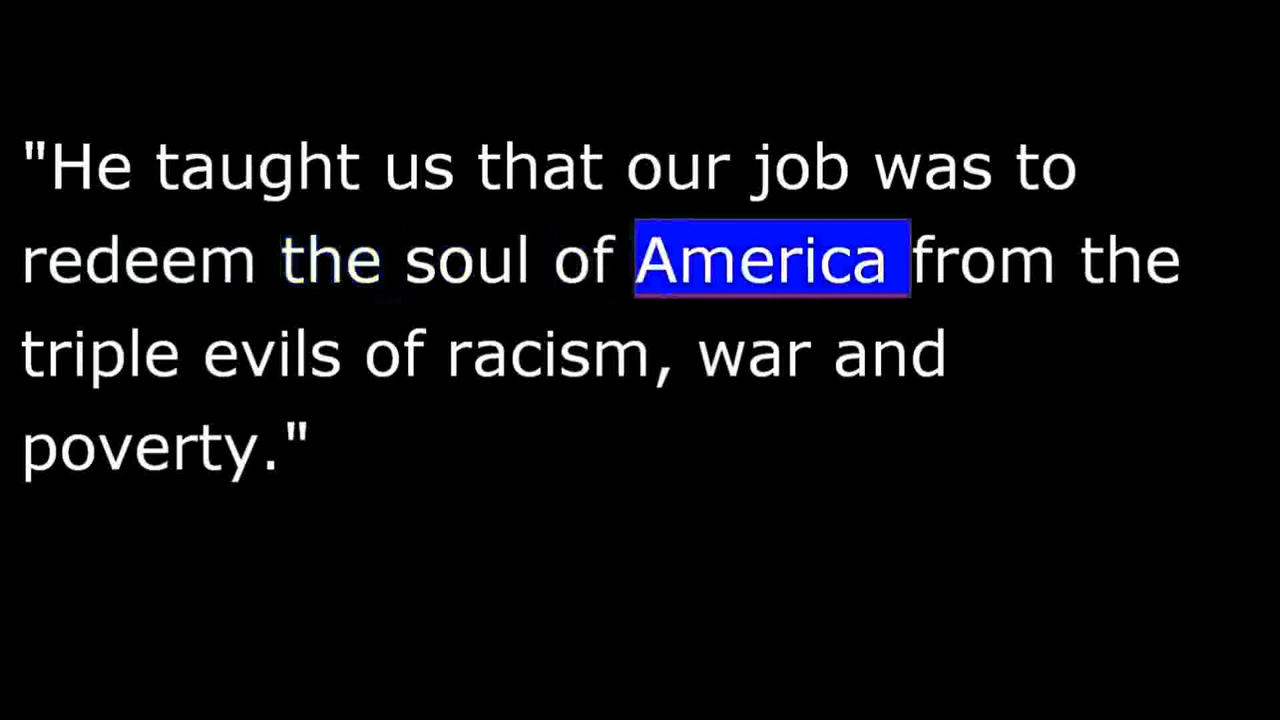 "He taught us that our job was to
redeem the soul of America from the
triple evils of racism, war and
poverty."